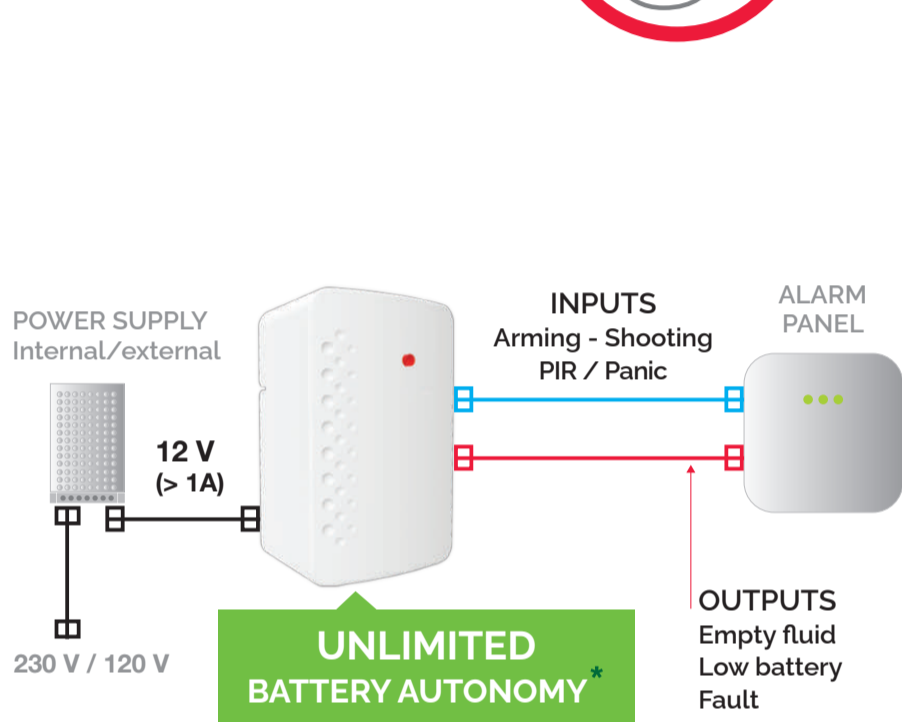 POWER SUPPLY
Internal/external
12 V
(> 1A)
230 V / 120 V
INPUTS
Arming - Shooting
PIR / Panic
ALARM
PANEL
OUTPUTS
Empty fluid
Low battery
Fault
UNLIMITED
BATTERY AUTONOMY*